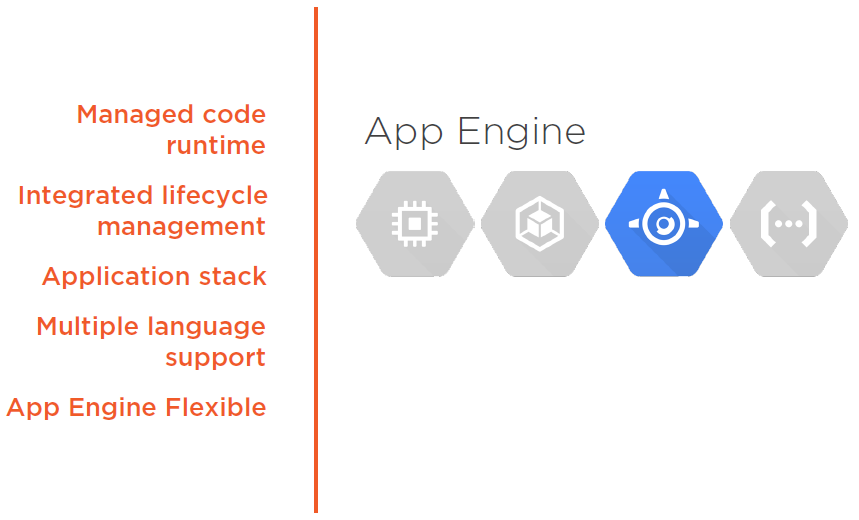 Managed code
runtime
Integrated lifecycle
management
Application stack
Multiple language
support
App Engine Flexible
App Engine